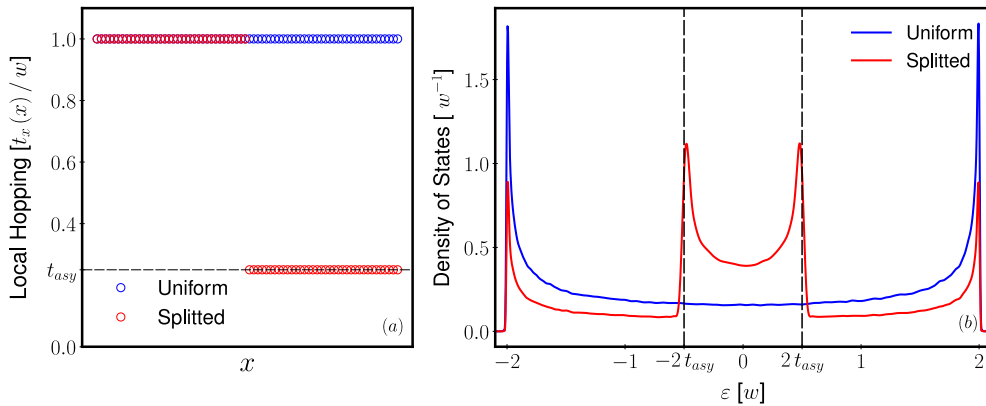 Local Hopping [t_x(x)/w]
1.0
0.8
0.6
0.4
t_asy
0.0
Uniform
Splitted
(a)
x
Density of States [ w⁻¹]
1.5
1.0
0.5
0.0
Uniform
Splitted
(b)
−2
−1
−2 t_asy
0
2 t_asy
1
2
ε [w]